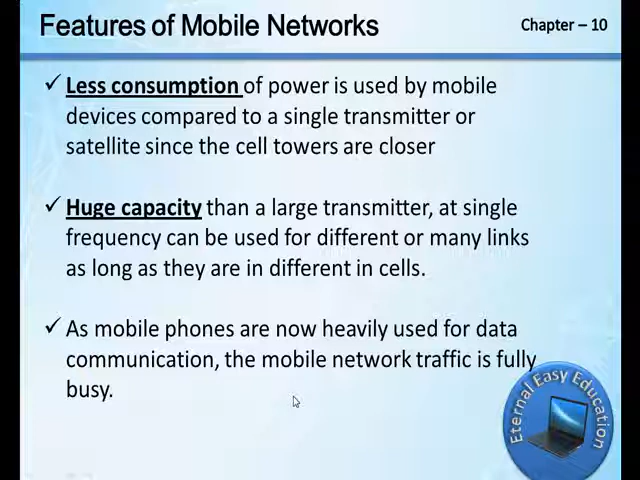 Features of Mobile Networks
Chapter – 10
✓ Less consumption of power is used by mobile
devices compared to a single transmitter or
satellite since the cell towers are closer
✓ Huge capacity than a large transmitter, at single
frequency can be used for different or many links
as long as they are in different in cells.
✓ As mobile phones are now heavily used for data
communication, the mobile network traffic is fully
busy.
Eternal Easy Education